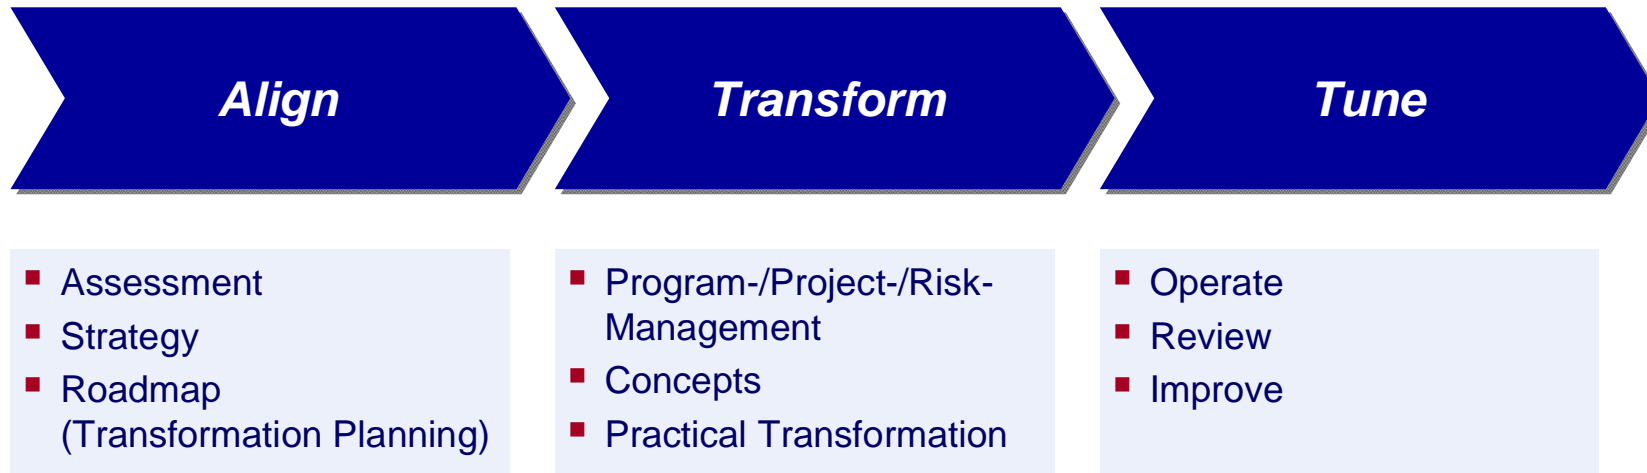 Align
Transform
Tune
Assessment
Strategy
Roadmap
(Transformation Planning)
Program-/Project-/Risk-
Management
Concepts
Practical Transformation
Operate
Review
Improve